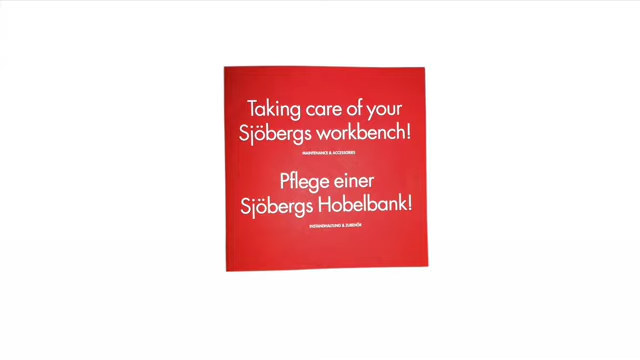 Taking care of your
Sjöbergs workbench!
MAINTENANCE & ACCESSORIES
Pflege einer
Sjöbergs Hobelbank!
INSTANDHALTUNG & ZUBEHÖR